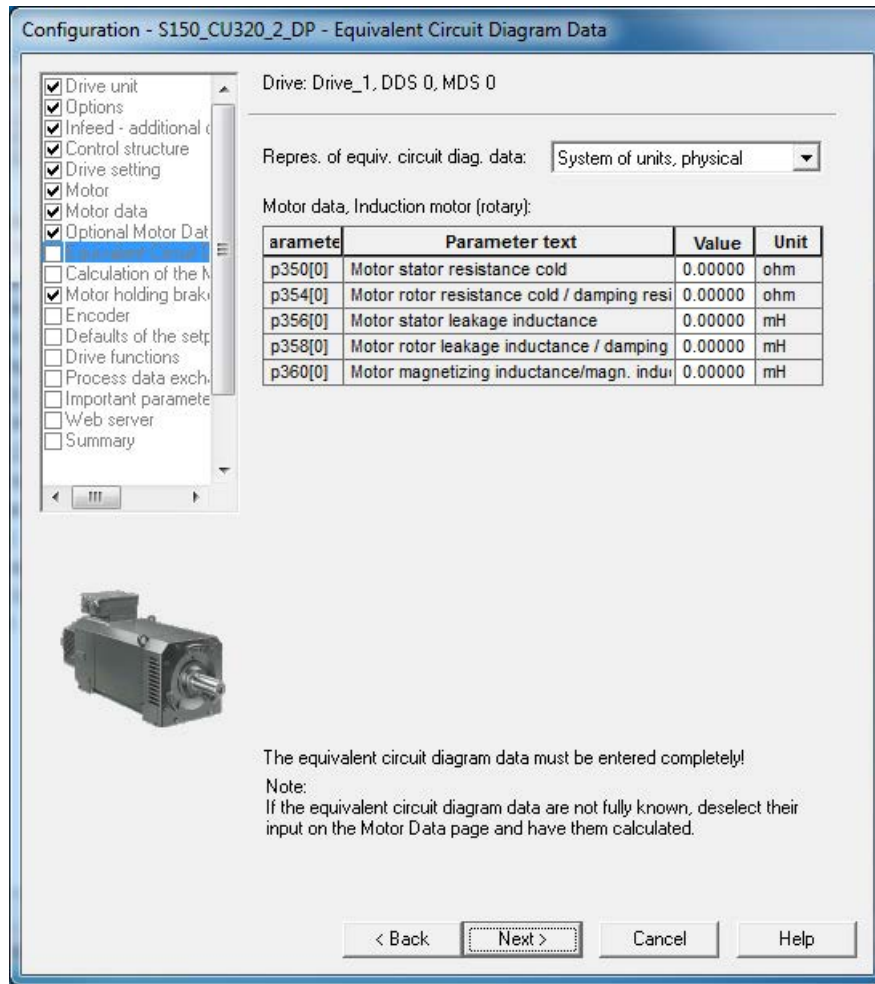 Configuration - S150_CU320_2_DP - Equivalent Circuit Diagram Data
Drive unit
Options
Infeed - additional
Control structure
Drive setting
Motor
Motor data
Optional Motor Dat
Calculation of the M
Motor holding brak
Encoder
Defaults of the setp
Drive functions
Process data exch
Important paramete
Web server
Summary
Drive: Drive_1, DDS 0, MDS 0
Repres. of equiv. circuit diag. data: System of units, physical
Motor data, Induction motor (rotary):
aramete Parameter text Value Unit
p350[0] Motor stator resistance cold 0.00000 ohm
p354[0] Motor rotor resistance cold / damping resi 0.00000 ohm
p356[0] Motor stator leakage inductance 0.00000 mH
p358[0] Motor rotor leakage inductance / damping 0.00000 mH
p360[0] Motor magnetizing inductance/magn. indu 0.00000 mH
The equivalent circuit diagram data must be entered completely!
Note:
If the equivalent circuit diagram data are not fully known, deselect their
input on the Motor Data page and have them calculated.
< Back Next > Cancel Help